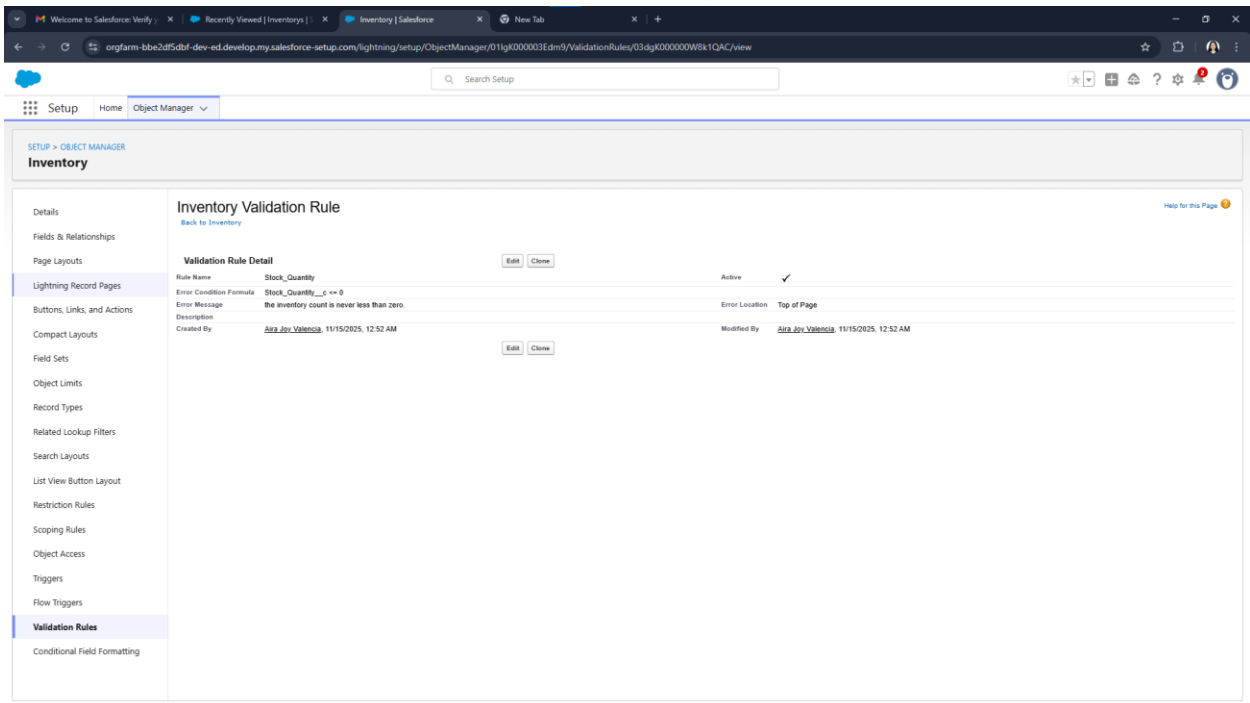 Welcome to Salesforce: Verify y
Recently Viewed | Inventorys | S
Inventory | Salesforce
New Tab
orgfarm-bbe2df5dbf-dev-ed.develop.my.salesforce-setup.com/lightning/setup/ObjectManager/01IgK000003Edm9/ValidationRules/03dgK000000W8k1QAC/view
Search Setup
2
Setup
Home
Object Manager
SETUP > OBJECT MANAGER
Inventory
Details
Fields & Relationships
Page Layouts
Lightning Record Pages
Buttons, Links, and Actions
Compact Layouts
Field Sets
Object Limits
Record Types
Related Lookup Filters
Search Layouts
List View Button Layout
Restriction Rules
Scoping Rules
Object Access
Triggers
Flow Triggers
Validation Rules
Conditional Field Formatting
Inventory Validation Rule
Back to Inventory
Help for this Page
Validation Rule Detail
Edit Clone
Rule Name Stock_Quantity Active
Error Condition Formula Stock_Quantity__c <= 0
Error Message the inventory count is never less than zero. Error Location Top of Page
Description
Created By Aira Joy Valencia, 11/15/2025, 12:52 AM Modified By Aira Joy Valencia, 11/15/2025, 12:52 AM
Edit Clone